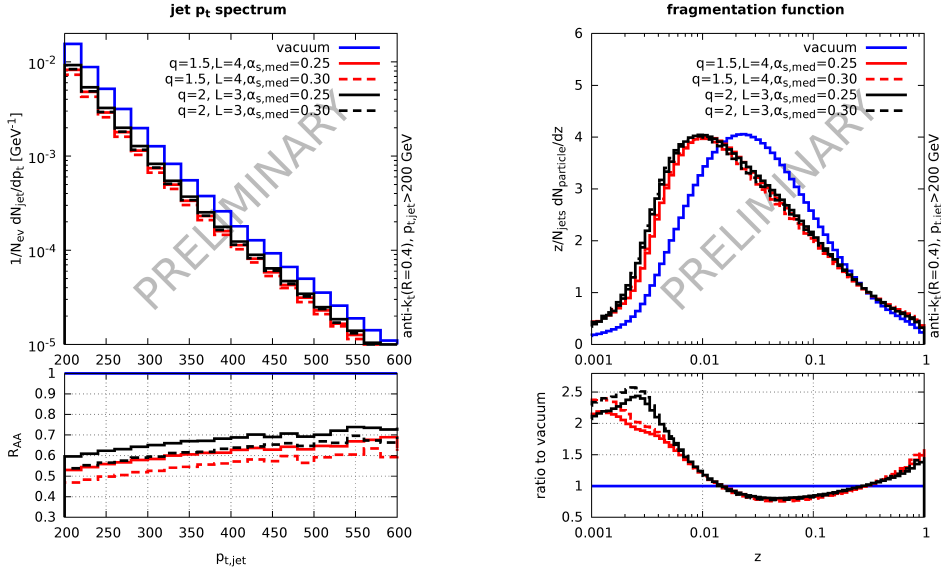 jet pt spectrum
vacuum
q=1.5,L=4,αs,med=0.25
q=1.5, L=4,αs,med=0.30
q=2, L=3,αs,med=0.25
q=2, L=3,αs,med=0.30
1/Nev dNjet/dpt [GeV-1]
10-2
10-3
10-4
10-5
200 250 300 350 400 450 500 550 600
PRELIMINARY
anti-kt(R=0.4), pt,jet>200 GeV
RAA
1
0.9
0.8
0.7
0.6
0.5
0.4
0.3
200 250 300 350 400 450 500 550 600
pt,jet
fragmentation function
vacuum
q=1.5,L=4,αs,med=0.25
q=1.5, L=4,αs,med=0.30
q=2, L=3,αs,med=0.25
q=2, L=3,αs,med=0.30
z/Njets dNparticle/dz
6
5
4
3
2
1
0
0.001 0.01 0.1 1
PRELIMINARY
anti-kt(R=0.4), pt,jet>200 GeV
ratio to vacuum
2.5
2
1.5
1
0.5
0.001 0.01 0.1 1
z